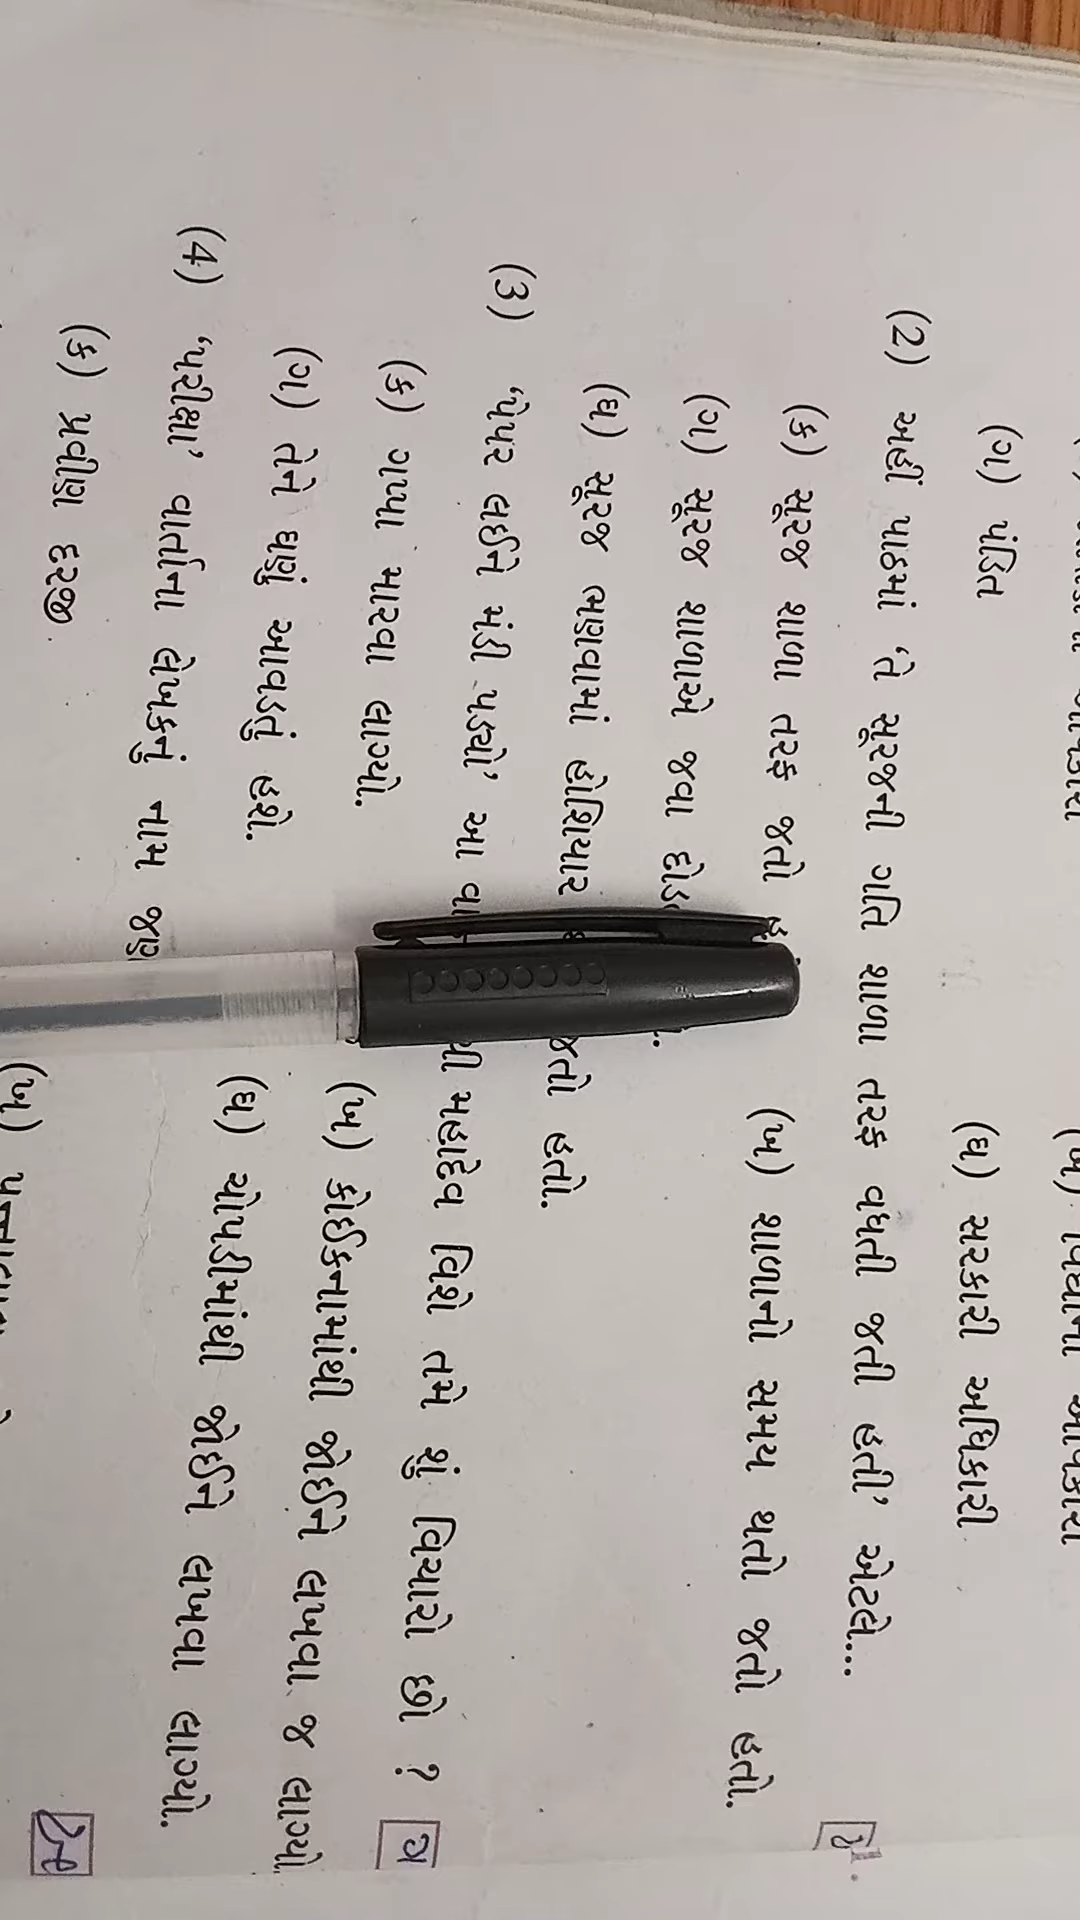 (ગ) પંડિત (ઘ) સરકારી અધિકારી
(2) અહીં પાઠમાં ‘તે સૂરજની ગતિ શાળા તરફ વધતી જતી હતી’ એટલે...
(ક) સૂરજ શાળા તરફ જતો (ખ) શાળાનો સમય થતો જતો હતો.
(ગ) સૂરજ શાળાએ જવા
(ઘ) સૂરજ ભણવામાં હોશિયાર જતો હતો.
(3) ‘પેપર લઈને મંડી પડ્યો’ આ મહાદેવ વિશે તમે શું વિચારો છો ? ગ
(ક) ગપ્પા મારવા લાગ્યો. (ખ) કોઈકનામાંથી જોઈને લખવા જ લાગ્યો.
(ગ) તેને ઘણું આવડતું હશે. (ઘ) ચોપડીમાંથી જોઈને લખવા લાગ્યો.
(4) ‘પરીક્ષા’ વાર્તાના લેખકનું નામ
(ક) પ્રવીણ દરજી (ખ)